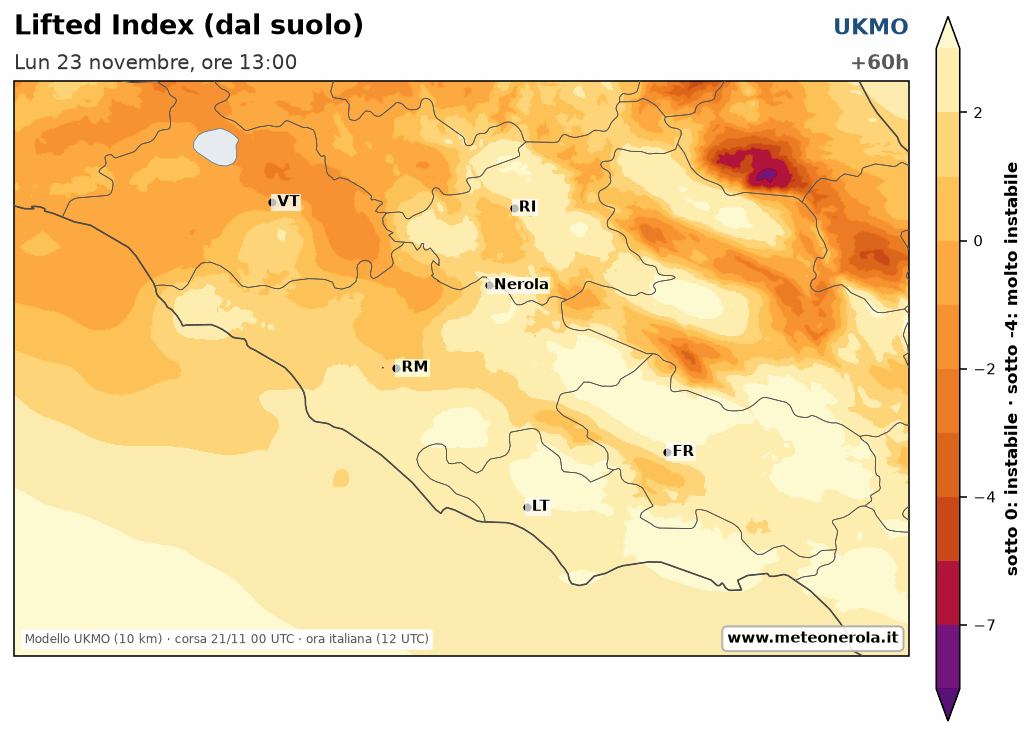 Lifted Index (dal suolo)
UKMO
Lun 23 novembre, ore 13:00
+60h
VT
RI
Nerola
RM
FR
LT
Modello UKMO (10 km) · corsa 21/11 00 UTC · ora italiana (12 UTC)
www.meteonerola.it
2
0
−2
−4
−7
sotto 0: instabile · sotto -4: molto instabile